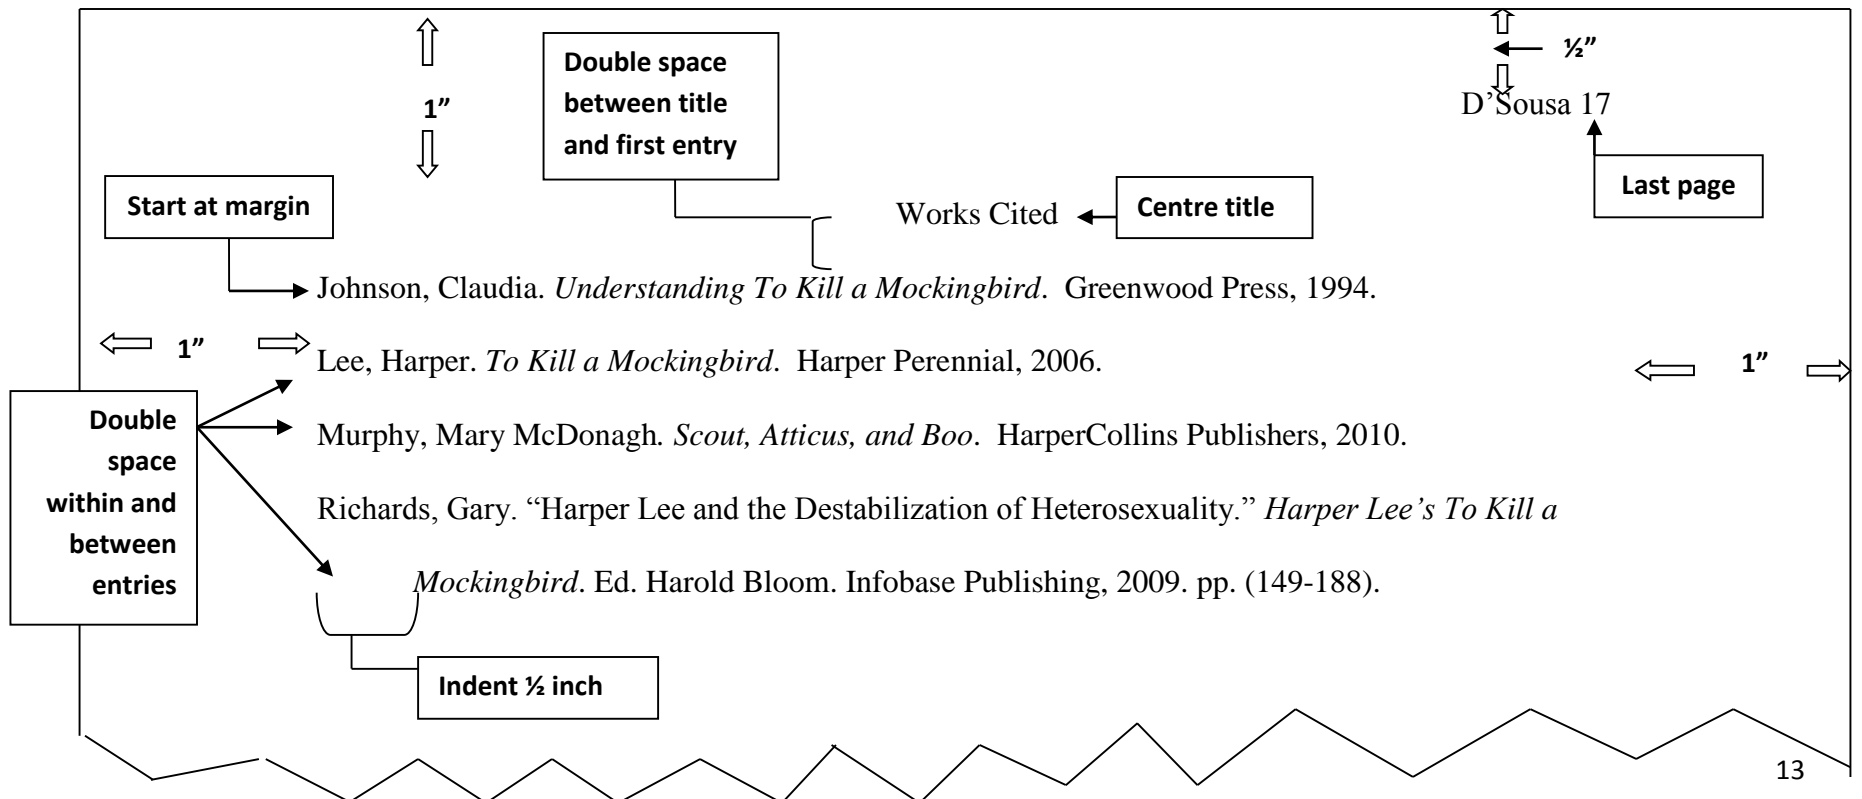 ½”
Double space
between title
and first entry
1”
D’Sousa 17
Last page
Start at margin
Works Cited
Centre title
Johnson, Claudia. Understanding To Kill a Mockingbird.  Greenwood Press, 1994.
1”
Lee, Harper. To Kill a Mockingbird.  Harper Perennial, 2006.
1”
Double
space
within and
between
entries
Murphy, Mary McDonagh. Scout, Atticus, and Boo.  HarperCollins Publishers, 2010.
Richards, Gary. “Harper Lee and the Destabilization of Heterosexuality.” Harper Lee’s To Kill a
Mockingbird. Ed. Harold Bloom. Infobase Publishing, 2009. pp. (149-188).
Indent ½ inch
13